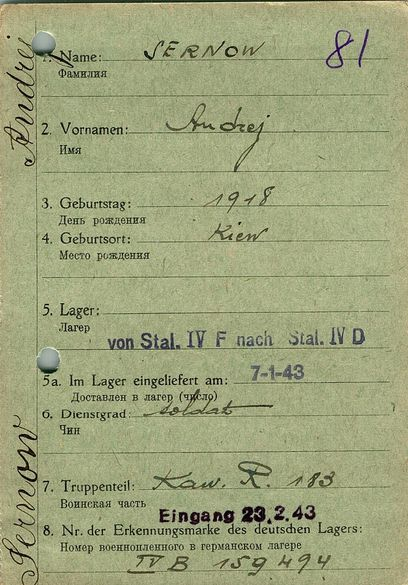 81
Andrej
1. Name: SERNOW
Фамилия
2. Vornamen: Andrej
Имя
3. Geburtstag: 1918
День рождения
4. Geburtsort: Kiew
Место рождения
5. Lager:
Лагер
von Stal. IV F nach Stal. IV D
5a. Im Lager eingeliefert am: 7-1-43
Доставлен в лагер (число)
6. Dienstgrad: soldat
Чин
7. Truppenteil: Kaw. R. 183
Воинская часть
Eingang 23.2.43
8. Nr. der Erkennungsmarke des deutschen Lagers:
Номер военнопленного в германском лагере
IV B 159494
Sernow